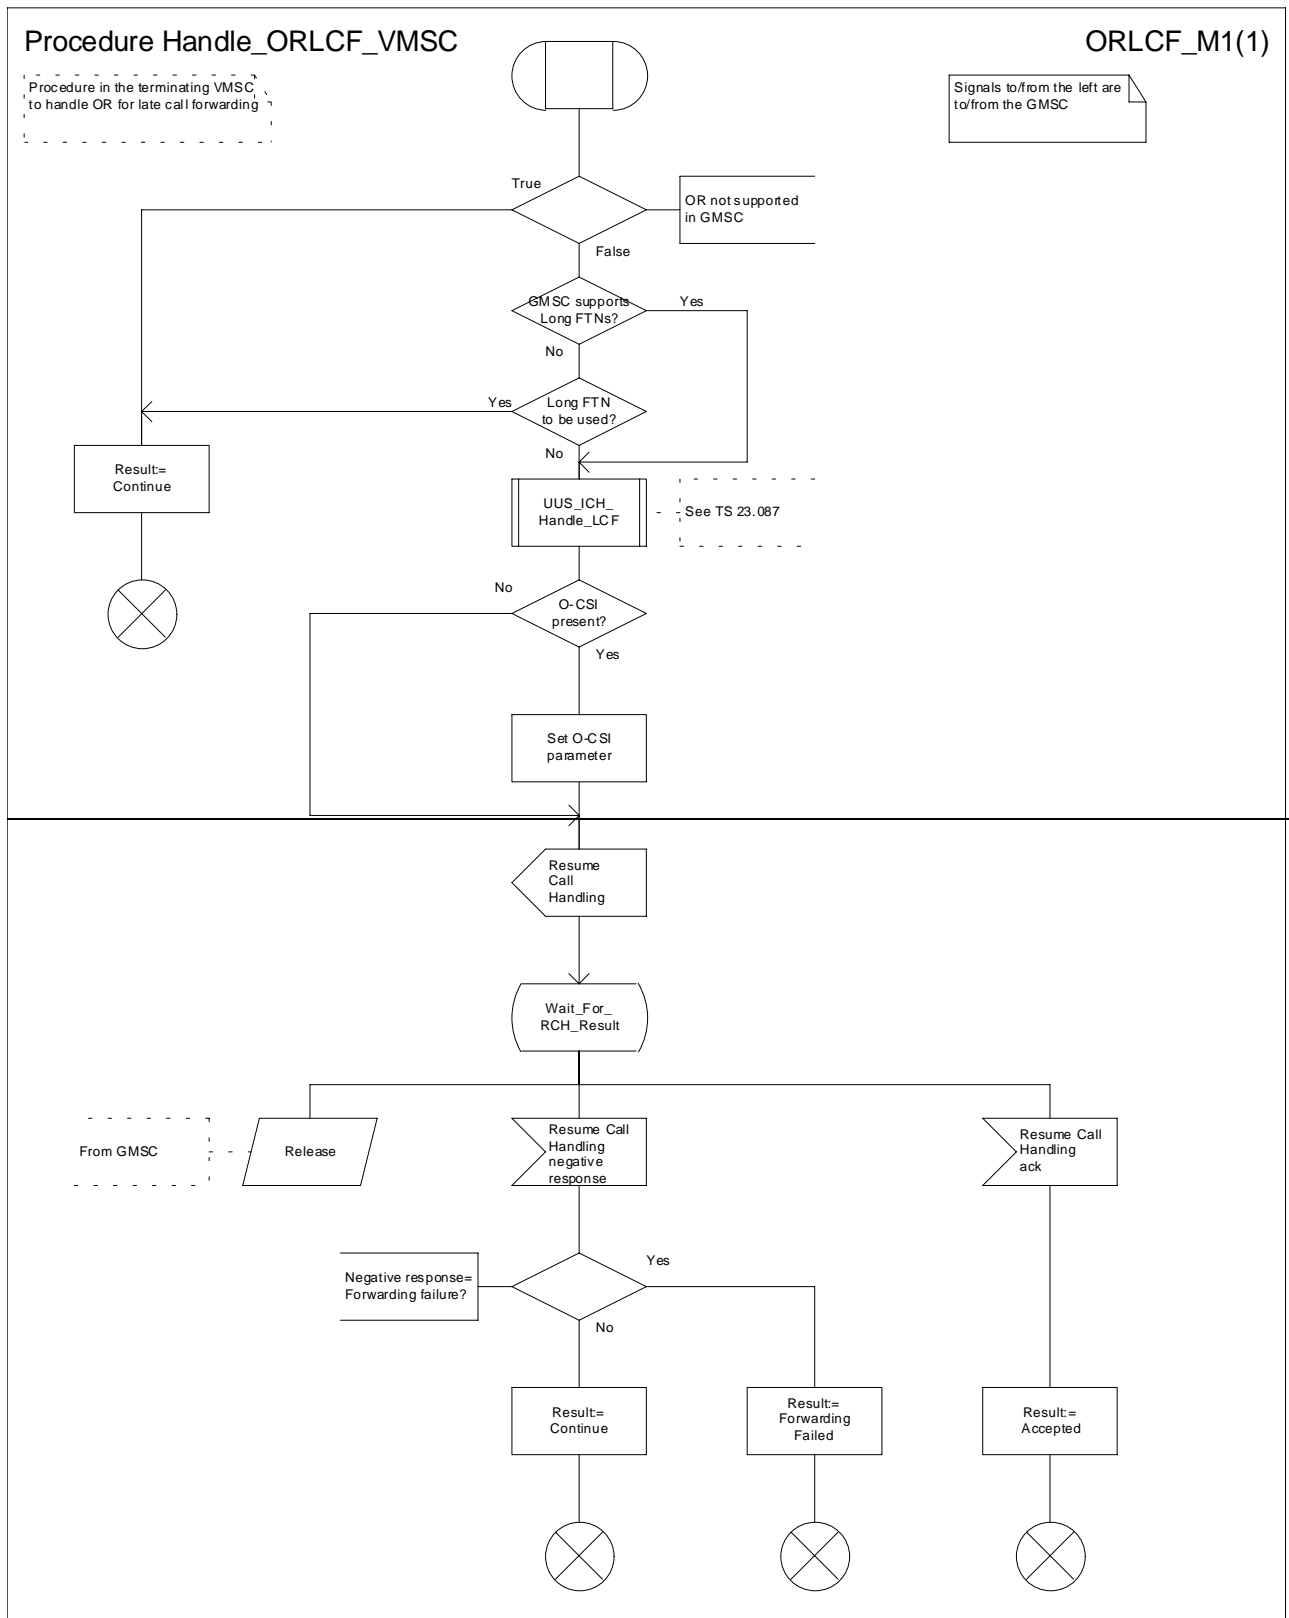 Procedure Handle_ORLCF_VMSC
ORLCF_M1(1)
Procedure in the terminating VMSC
to handle OR for late call forwarding
Signals to/from the left are
to/from the GMSC
True
OR not supported
in GMSC
False
GMSC supports
Long FTNs?
Yes
No
Yes
Long FTN
to be used?
No
Result:=
Continue
UUS_ICH_
Handle_LCF
See TS 23.087
No
O-CSI
present?
Yes
Set O-CSI
parameter
Resume
Call
Handling
Wait_For_
RCH_Result
From GMSC
Release
Resume Call
Handling
negative
response
Resume Call
Handling
ack
Negative response=
Forwarding failure?
Yes
No
Result:=
Continue
Result:=
Forwarding
Failed
Result:=
Accepted